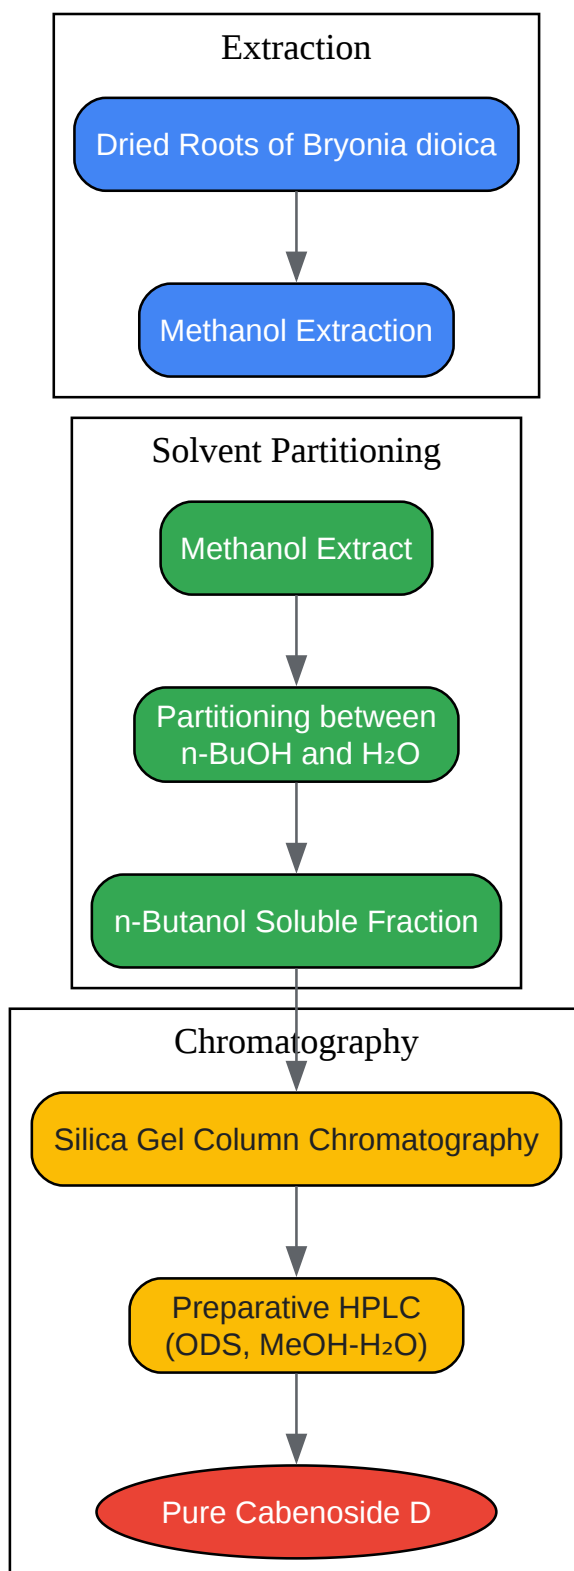 Extraction
Dried Roots of Bryonia dioica
Methanol Extraction
Solvent Partitioning
Methanol Extract
Partitioning between
n-BuOH and H₂O
n-Butanol Soluble Fraction
Chromatography
Silica Gel Column Chromatography
Preparative HPLC
(ODS, MeOH-H₂O)
Pure Cabenoside D